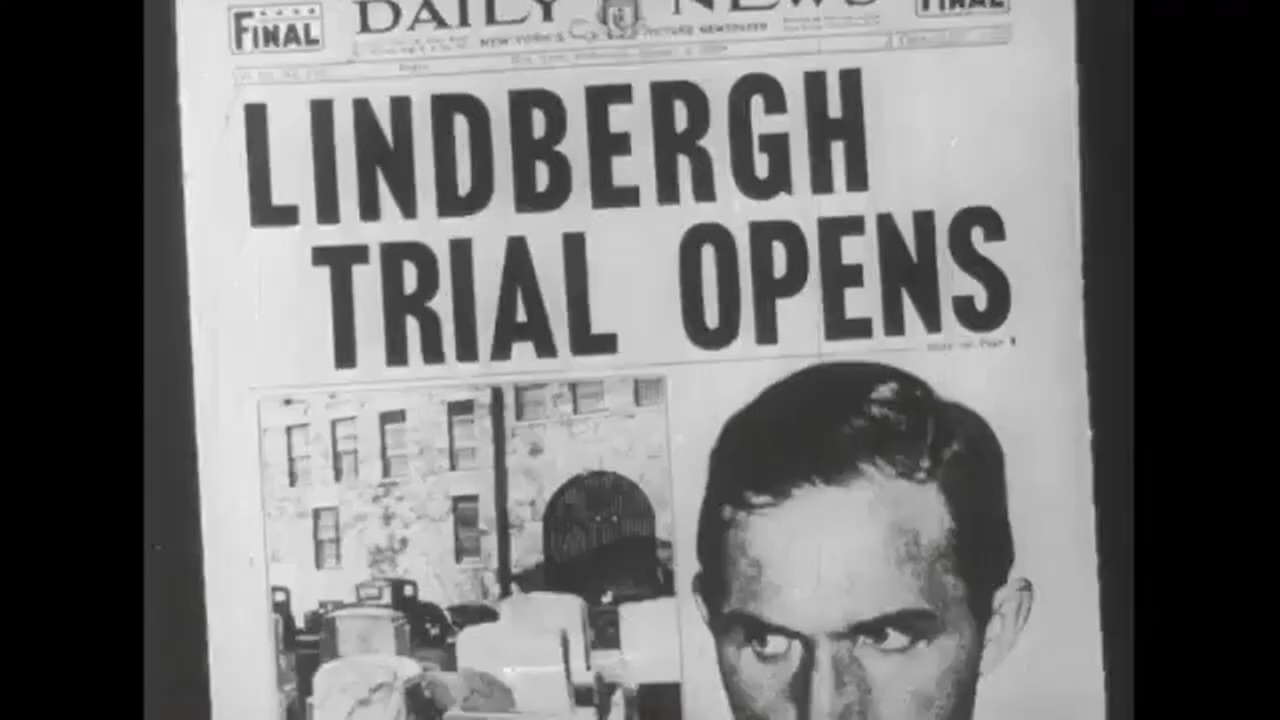 FINAL DAILY NEWS FINAL
NEW YORK'S PICTURE NEWSPAPER
LINDBERGH
TRIAL OPENS